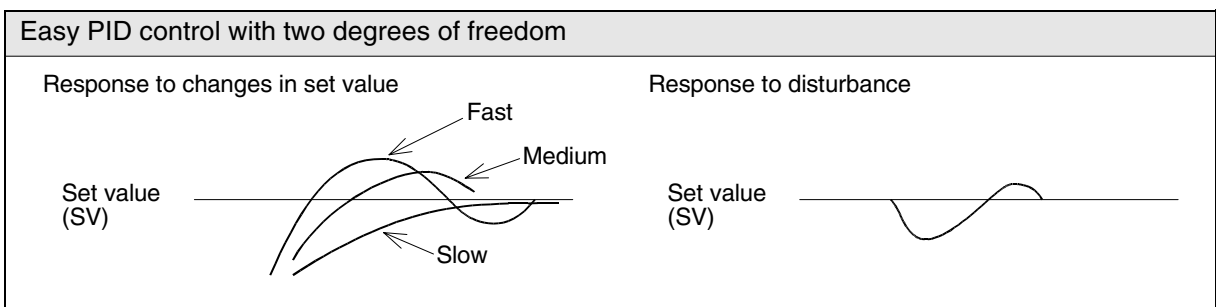 Easy PID control with two degrees of freedom
Response to changes in set value
Fast
Medium
Set value
(SV)
Slow
Response to disturbance
Set value
(SV)